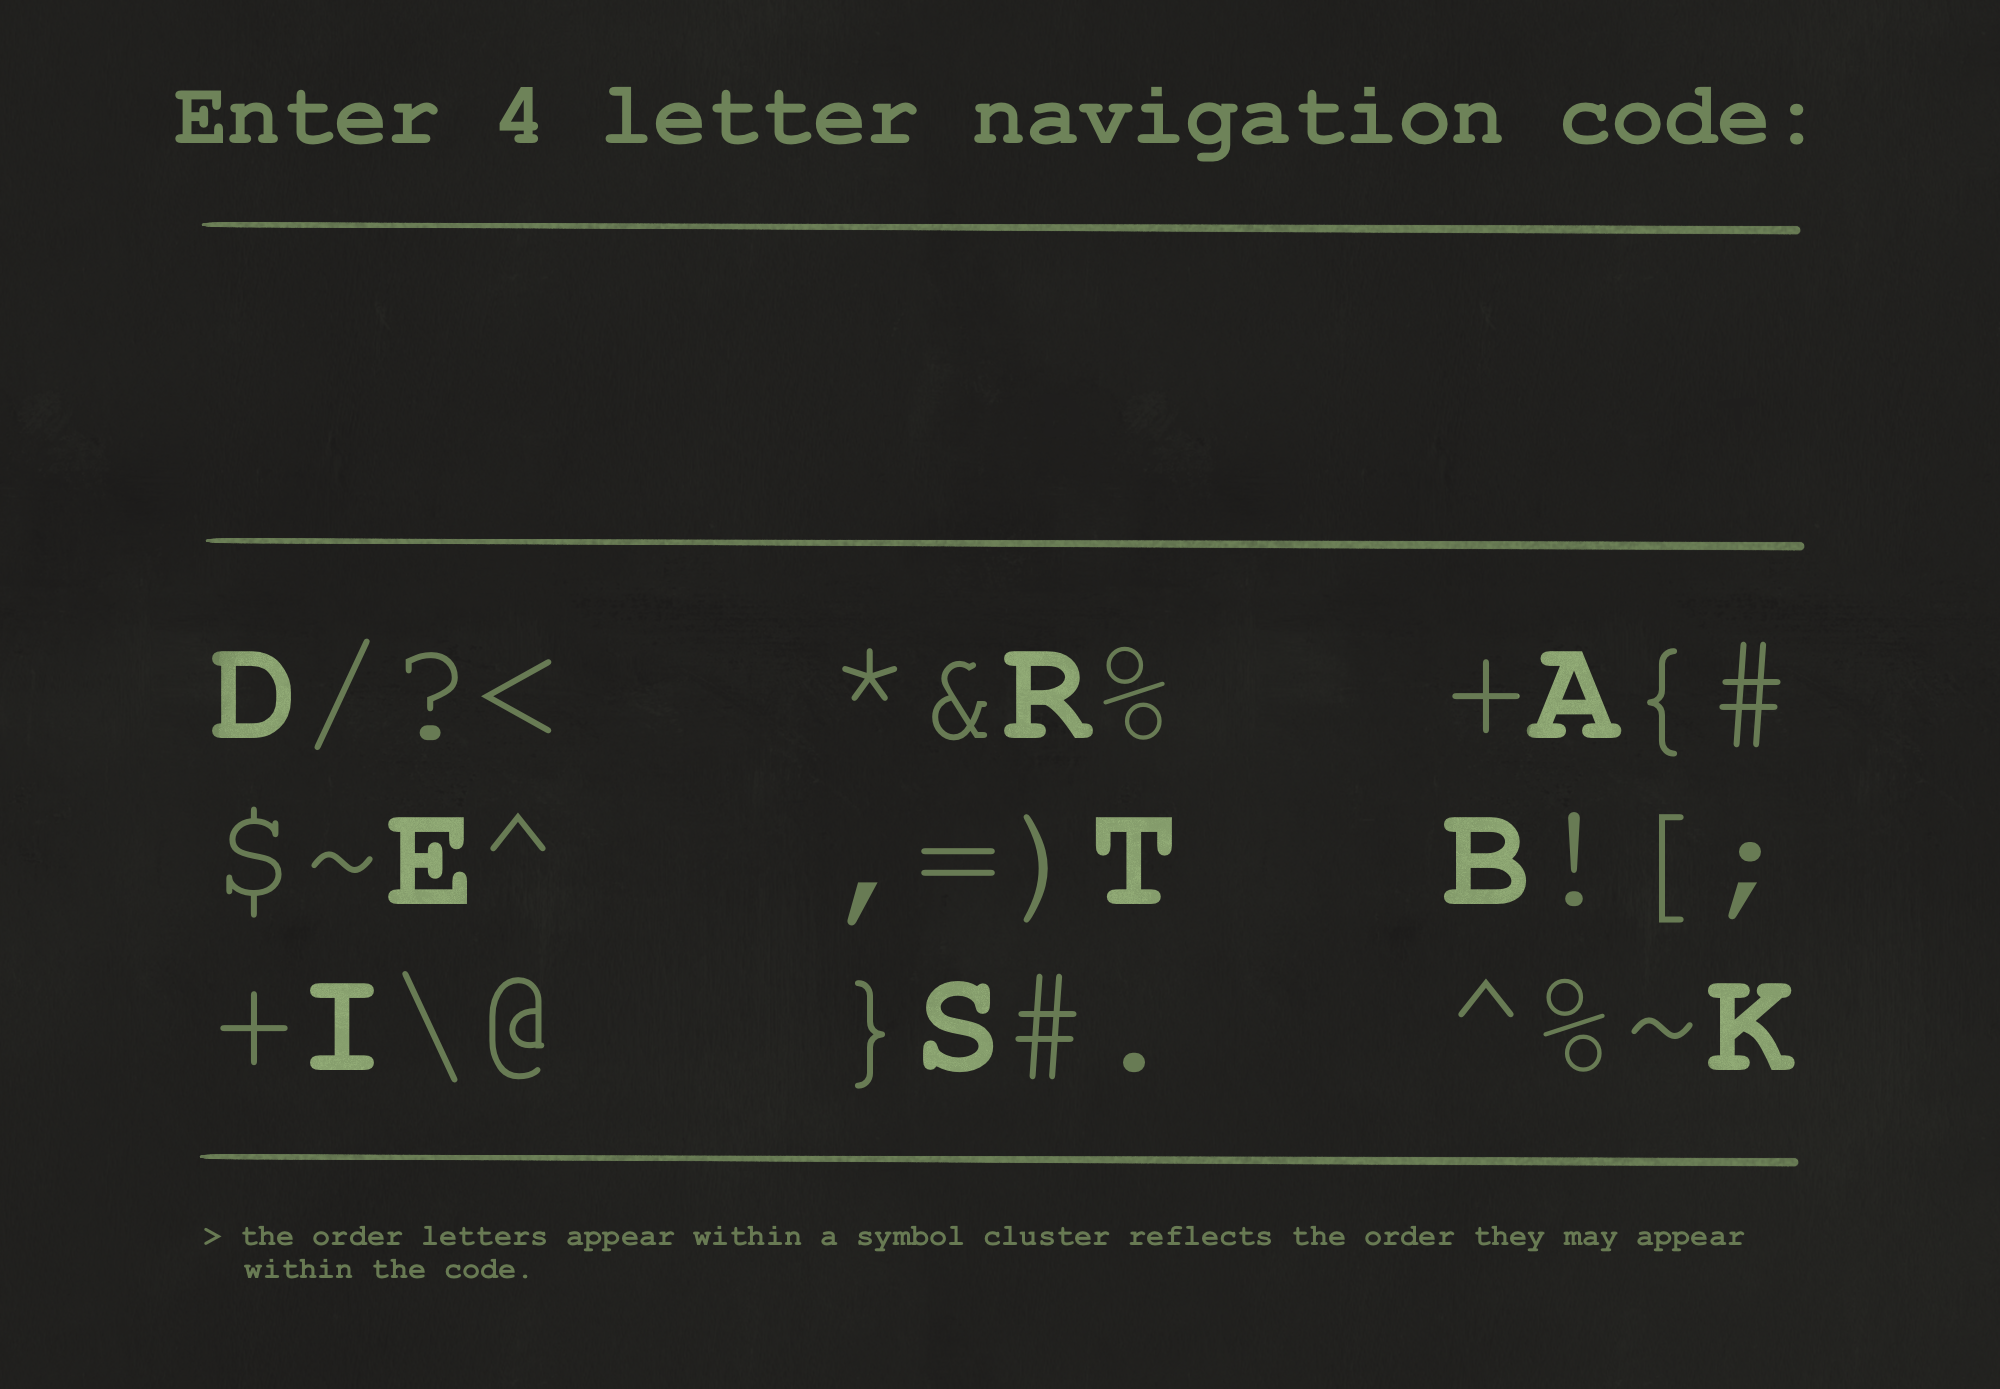 Enter 4 letter navigation code:
D/?< *&R% +A{#
$~E^ ,=)T B![;
+I\@ }S#. ^%~K
> the order letters appear within a symbol cluster reflects the order they may appear
within the code.